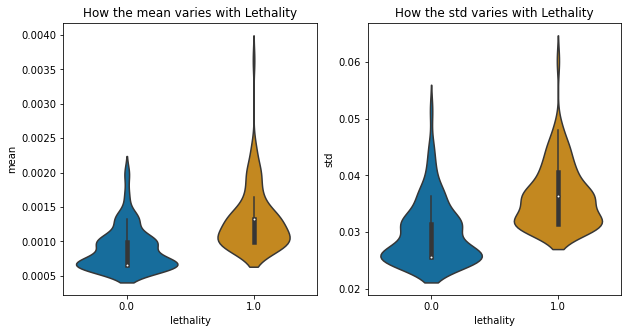 How the mean varies with Lethality
0.0040
0.0035
0.0030
0.0025
0.0020
0.0015
0.0010
0.0005
mean
0.0
1.0
lethality
How the std varies with Lethality
0.06
0.05
0.04
0.03
0.02
std
0.0
1.0
lethality